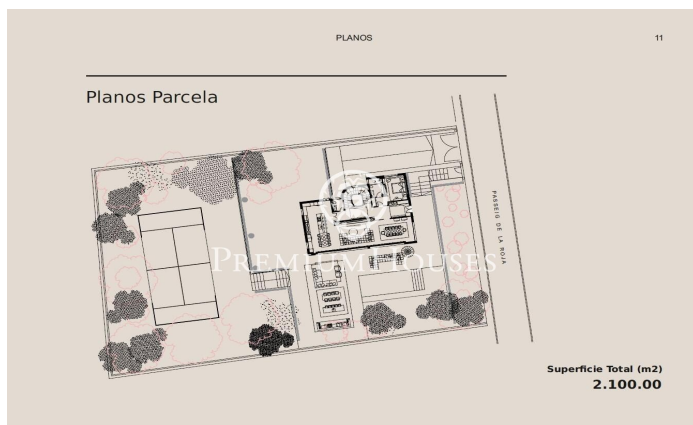 PLANOS
11
Planos Parcela
PASSEIG DE LA ROJA
PREMIUM HOUSES
Superficie Total (m2)
2.100.00